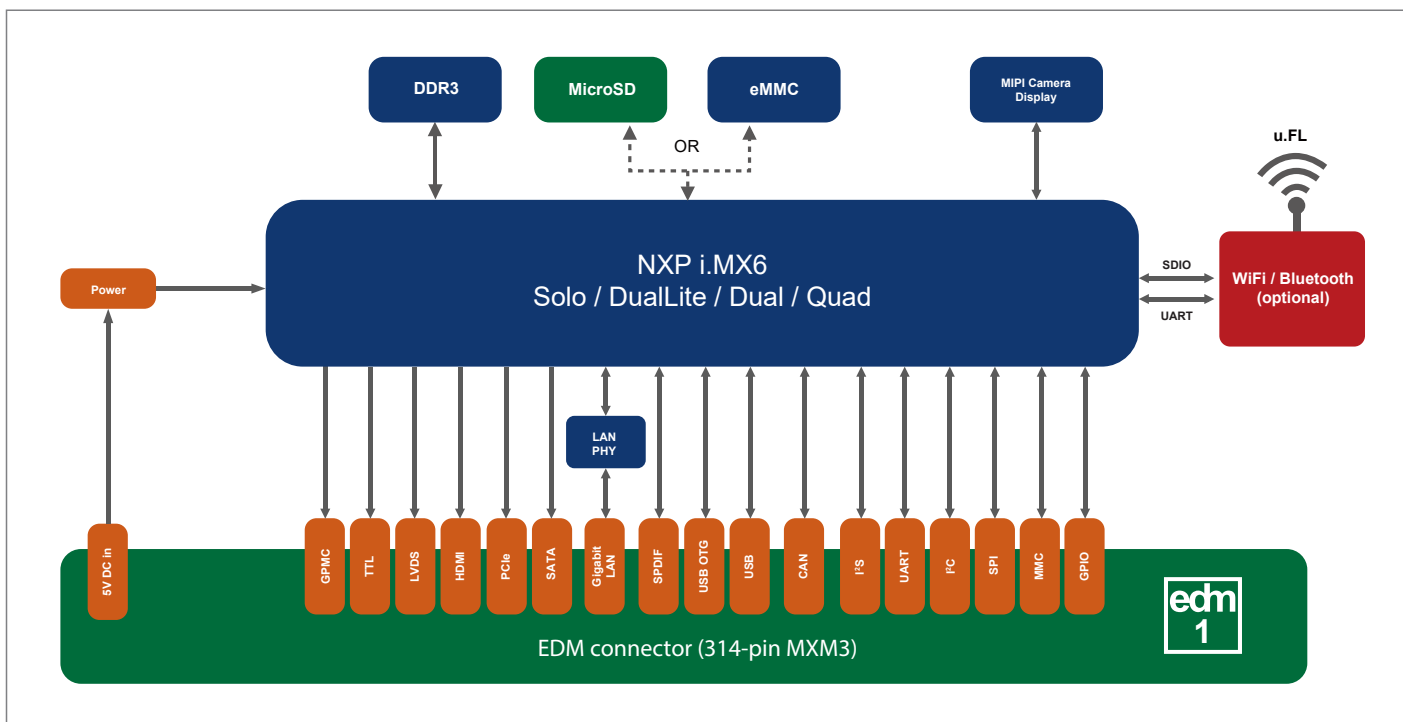 DDR3
MicroSD
eMMC
MIPI Camera
Display
OR
u.FL
NXP i.MX6
Solo / DualLite / Dual / Quad
Power
SDIO
UART
WiFi / Bluetooth
(optional)
LAN
PHY
5V DC in
GPMC
TTL
LVDS
HDMI
PCIe
SATA
Gigabit
LAN
SPDIF
USB OTG
USB
CAN
I²S
UART
I²C
SPI
MMC
GPIO
edm
1
EDM connector (314-pin MXM3)